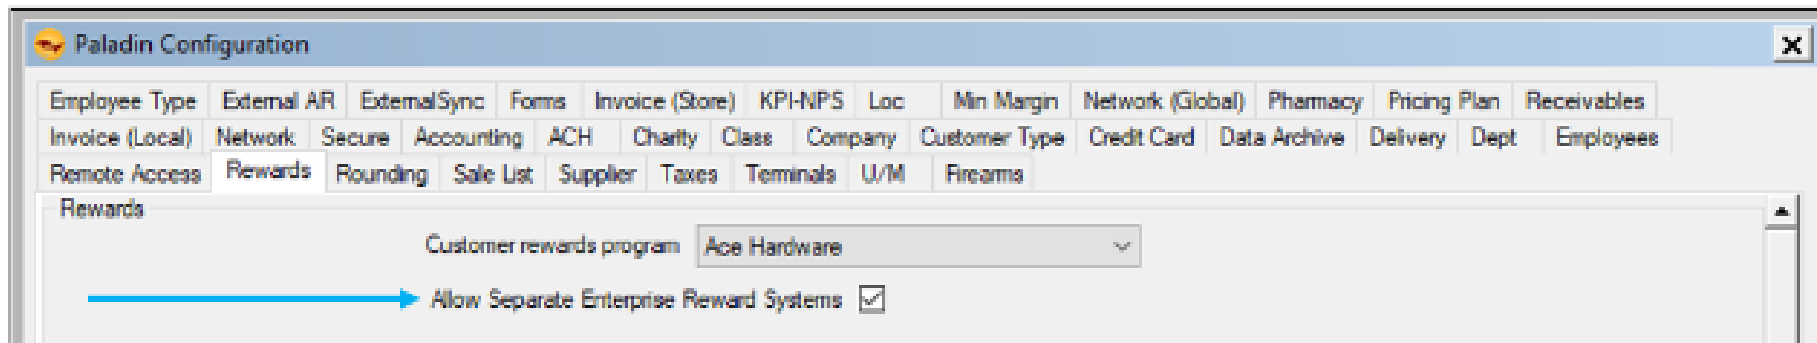 Paladin Configuration
Employee Type External AR ExternalSync Forms Invoice (Store) KPI-NPS Loc Min Margin Network (Global) Pharmacy Pricing Plan Receivables
Invoice (Local) Network Secure Accounting ACH Charity Class Company Customer Type Credit Card Data Archive Delivery Dept Employees
Remote Access Rewards Rounding Sale List Supplier Taxes Terminals U/M Firearms
Rewards
Customer rewards program Ace Hardware
Allow Separate Enterprise Reward Systems